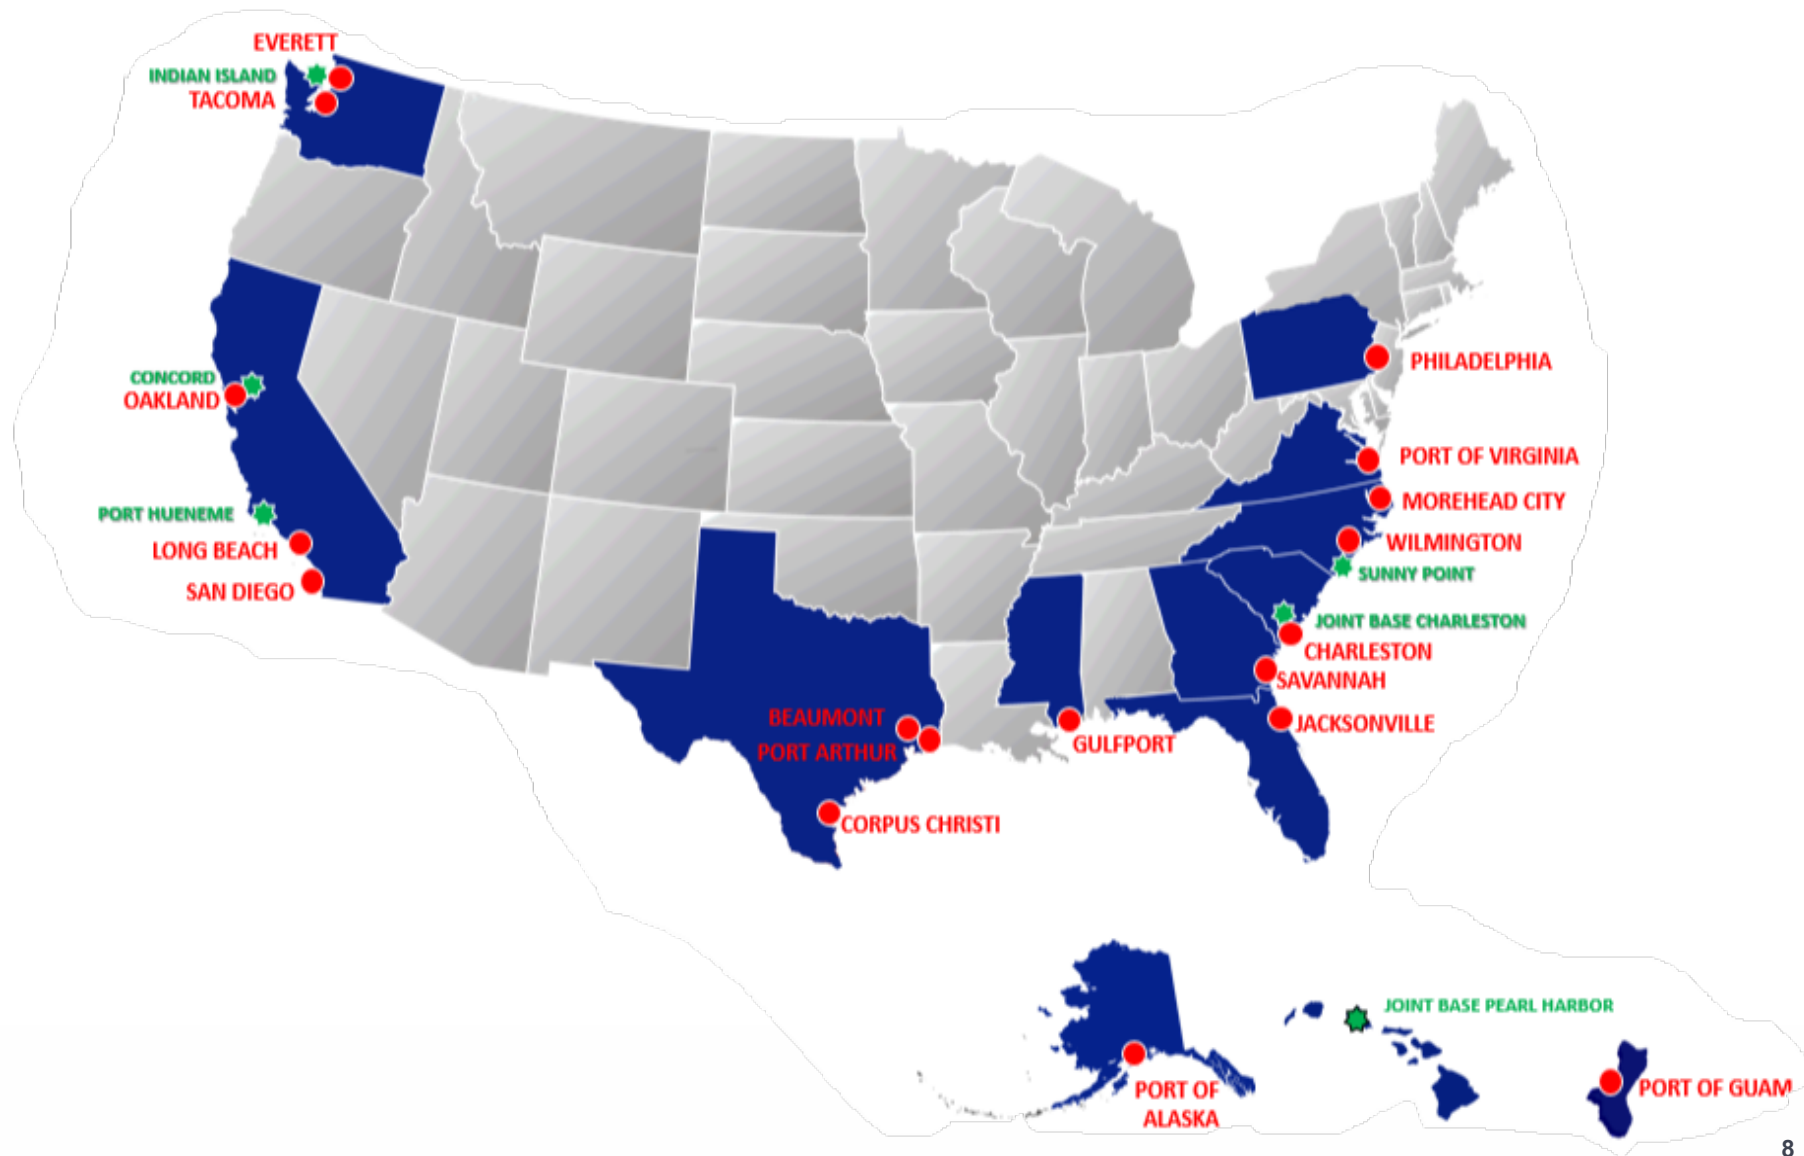 EVERETT
INDIAN ISLAND
TACOMA
CONCORD
OAKLAND
PORT HUENEME
LONG BEACH
SAN DIEGO
BEAUMONT
PORT ARTHUR
CORPUS CHRISTI
GULFPORT
PHILADELPHIA
PORT OF VIRGINIA
MOREHEAD CITY
WILMINGTON
SUNNY POINT
JOINT BASE CHARLESTON
CHARLESTON
SAVANNAH
JACKSONVILLE
PORT OF
ALASKA
JOINT BASE PEARL HARBOR
PORT OF GUAM
8